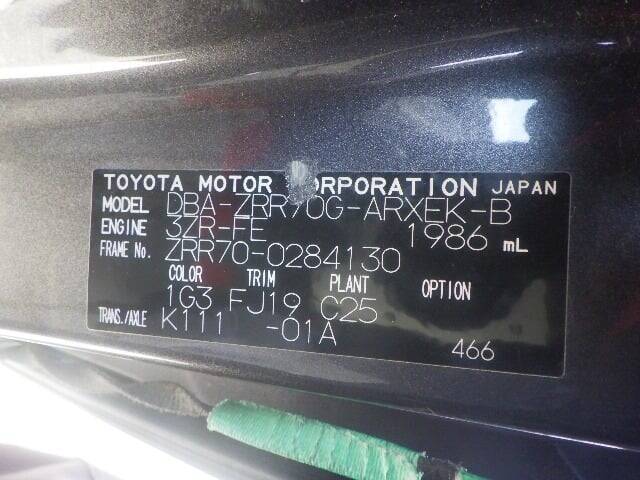 TOYOTA MOTOR CORPORATION JAPAN
MODEL DBA-ZRR70G-ARXEK-B
ENGINE 3ZR-FE 1986 mL
FRAME No. ZRR70-0284130
COLOR TRIM PLANT OPTION
1G3 FJ19 C25
TRANS./AXLE K111 -01A
466